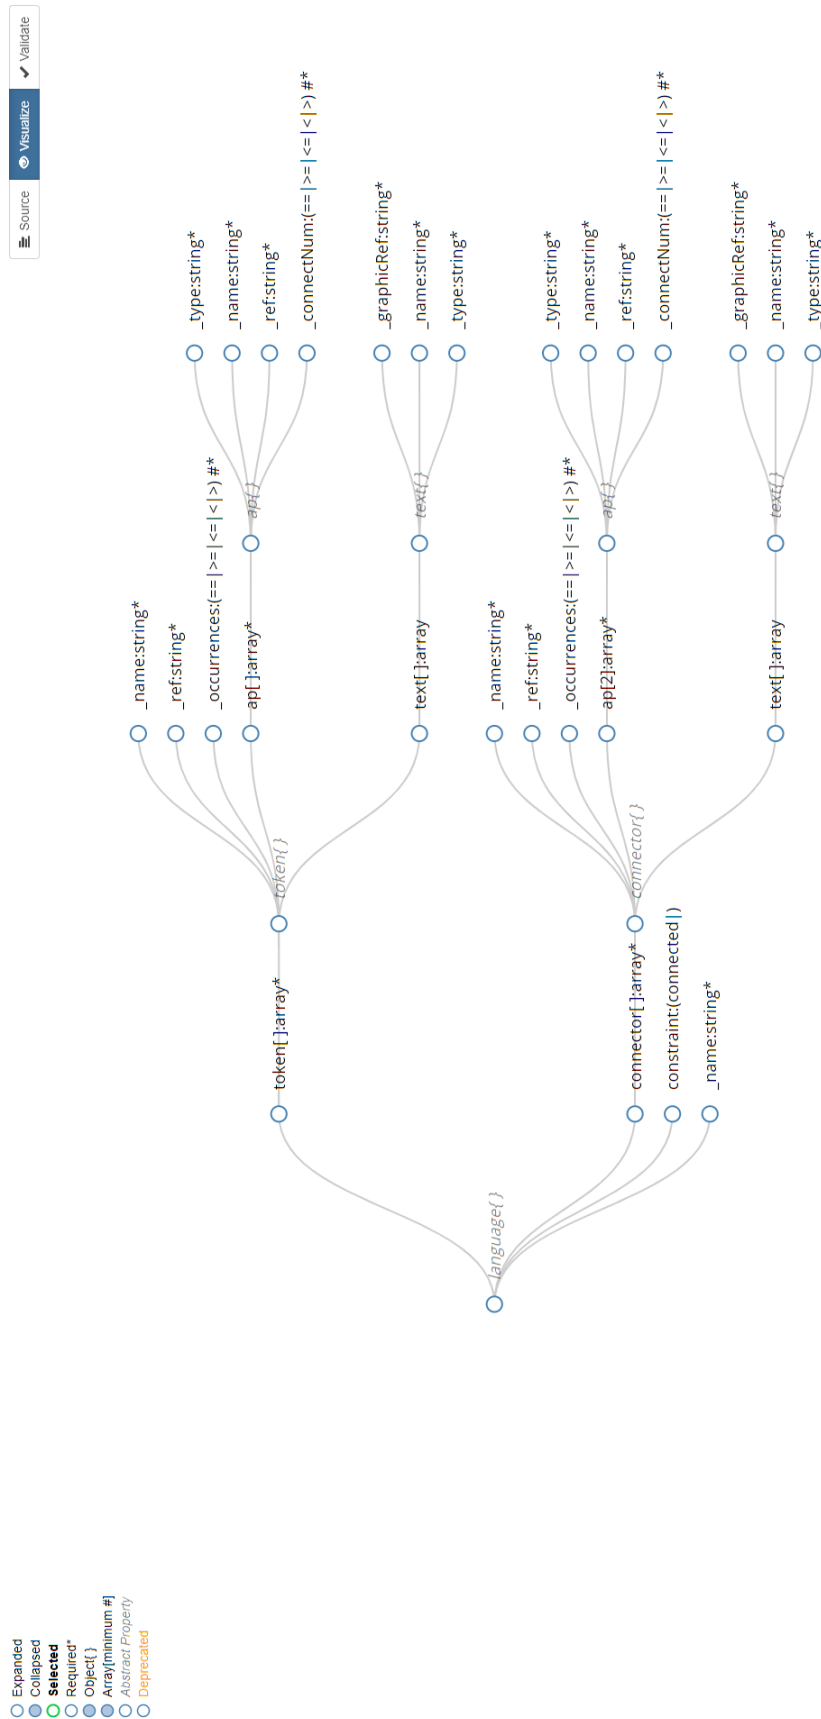 Expanded
Collapsed
Selected
Required*
Object{ }
Array[minimum #]
Abstract Property
Deprecated
Source Visualize Validate
language{ }
token[ ]:array*
token{ }
_name:string*
_ref:string*
_occurrences:(==|>=|<=|<|>) #*
ap[ ]:array*
ap{ }
_type:string*
_name:string*
_ref:string*
_connectNum:(==|>=|<=|<|>) #*
text[ ]:array
text{ }
_graphicRef:string*
_name:string*
_type:string*
connector[ ]:array*
connector{ }
_name:string*
_ref:string*
_occurrences:(==|>=|<=|<|>) #*
ap[2]:array*
ap{ }
_type:string*
_name:string*
_ref:string*
_connectNum:(==|>=|<=|<|>) #*
text[ ]:array
text{ }
_graphicRef:string*
_name:string*
_type:string*
constraint:(connected|)
_name:string*